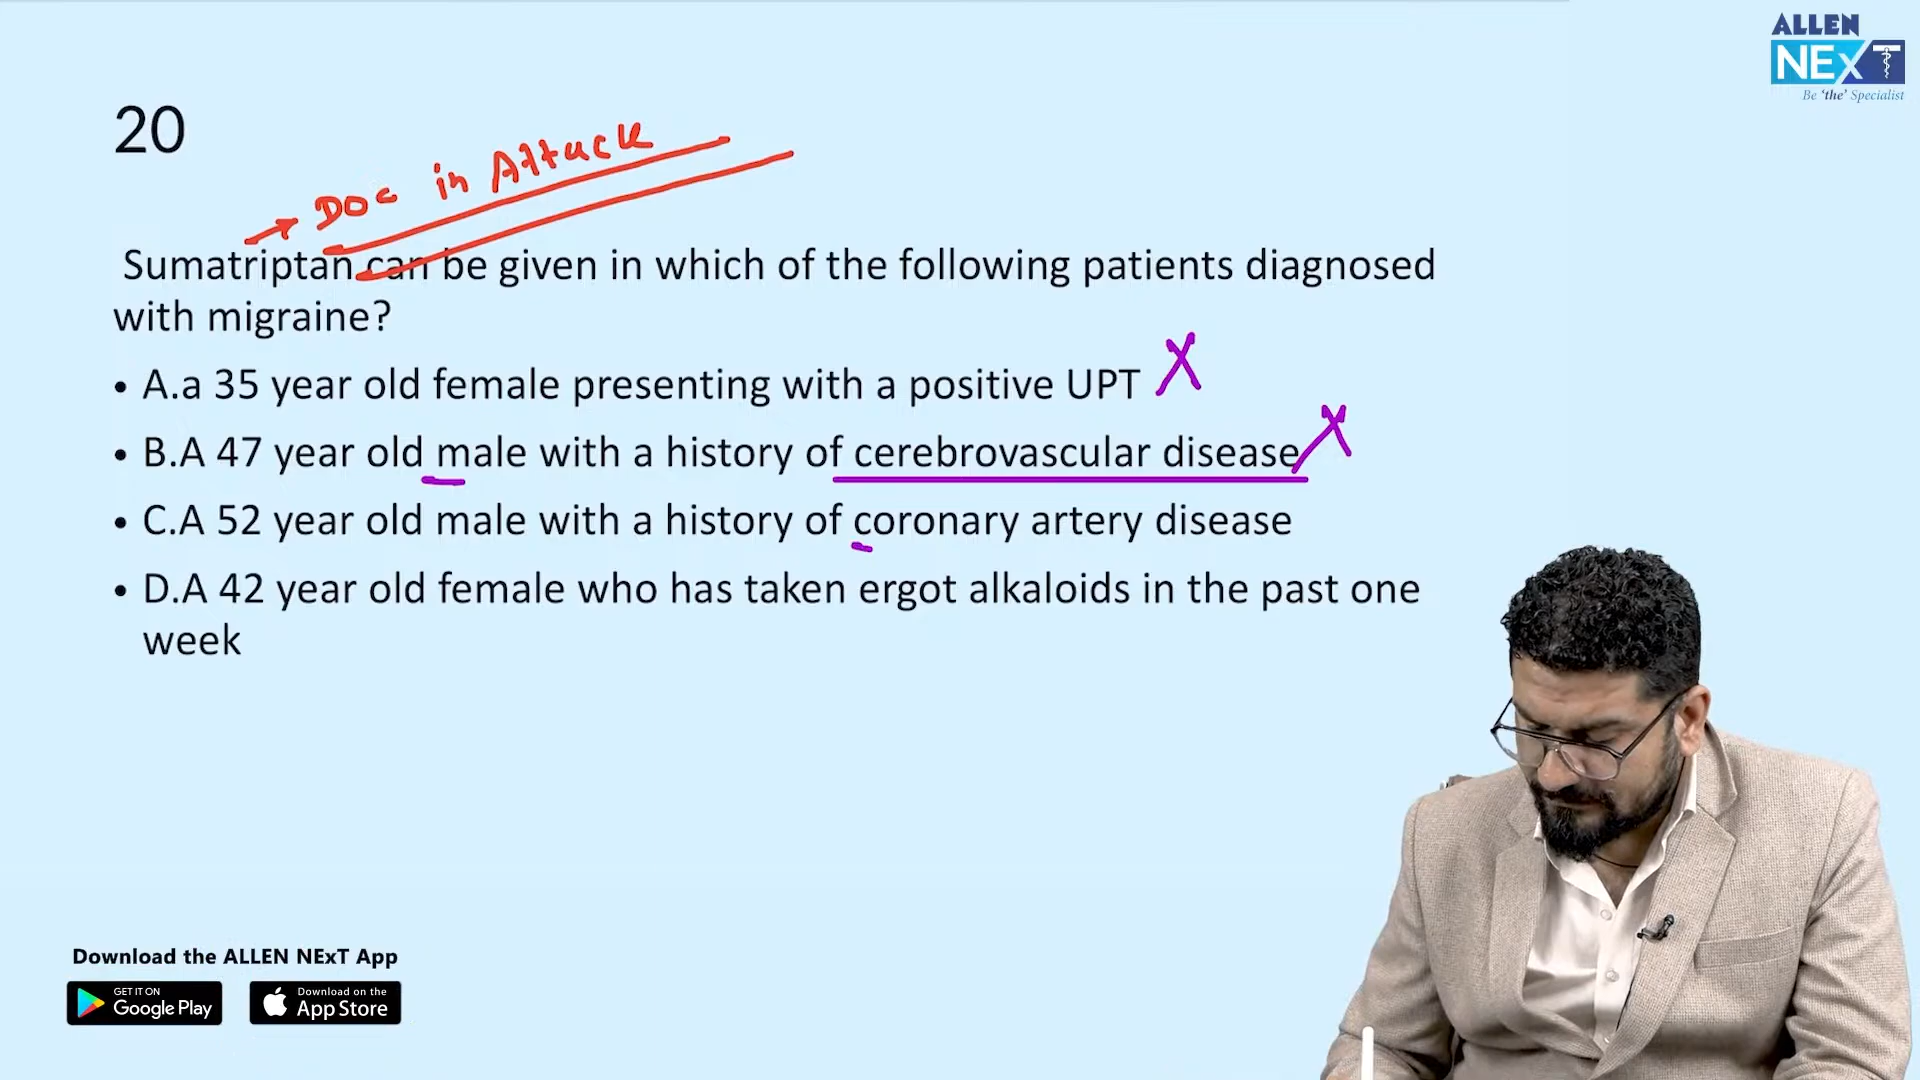 ALLEN
NExT
Be 'the' Specialist
20
→ DOC in Attack
Sumatriptan can be given in which of the following patients diagnosed
with migraine?
• A.a 35 year old female presenting with a positive UPT X
• B.A 47 year old male with a history of cerebrovascular disease X
• C.A 52 year old male with a history of coronary artery disease
• D.A 42 year old female who has taken ergot alkaloids in the past one
week
Download the ALLEN NExT App
GET IT ON
Google Play
Download on the
App Store